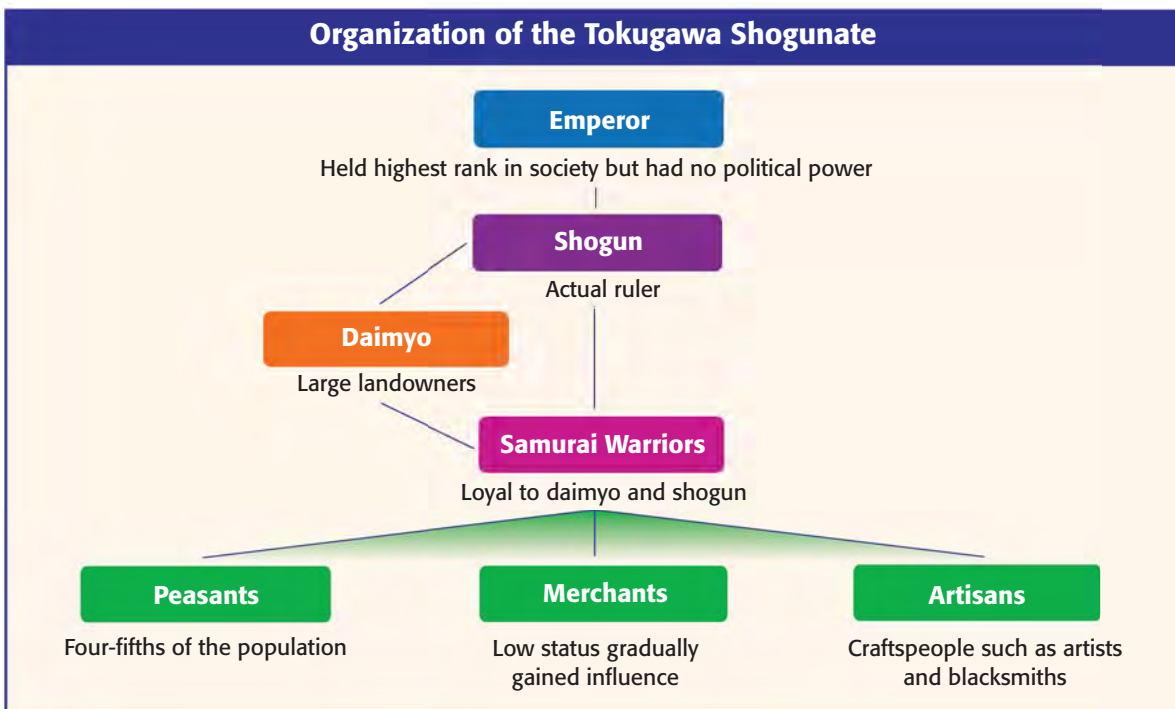 Organization of the Tokugawa Shogunate
Emperor
Held highest rank in society but had no political power
Shogun
Actual ruler
Daimyo
Large landowners
Samurai Warriors
Loyal to daimyo and shogun
Peasants
Four-fifths of the population
Merchants
Low status gradually
gained influence
Artisans
Craftspeople such as artists
and blacksmiths